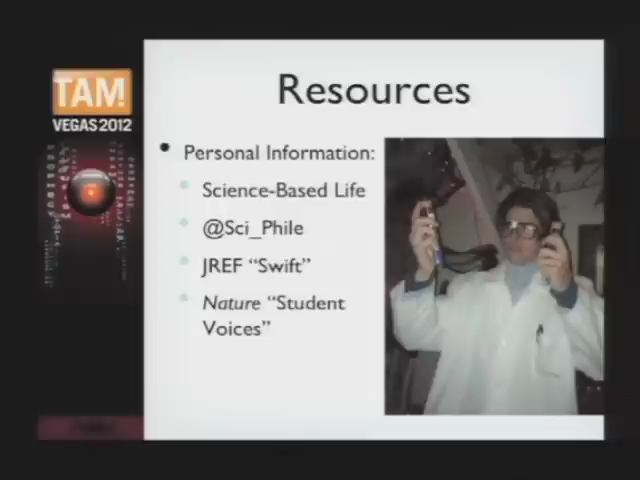 TAM!
VEGAS2012
Resources
• Personal Information:
• Science-Based Life
• @Sci_Phile
• JREF “Swift”
• Nature “Student
Voices”